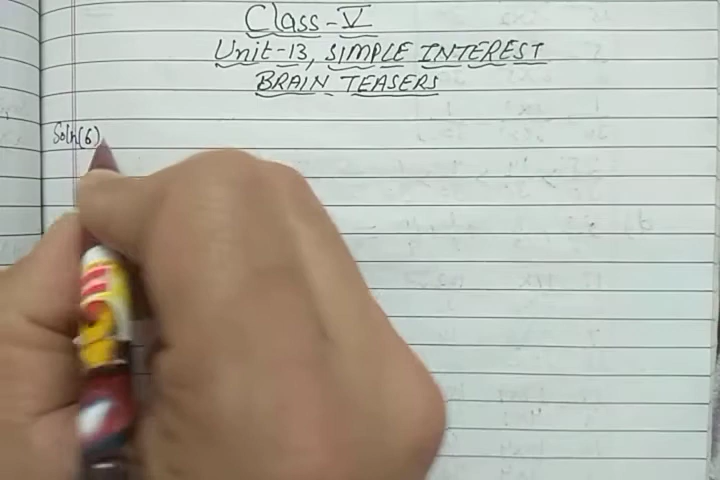 Class-V
Unit-13, SIMPLE INTEREST
BRAIN TEASERS
Soln(6)